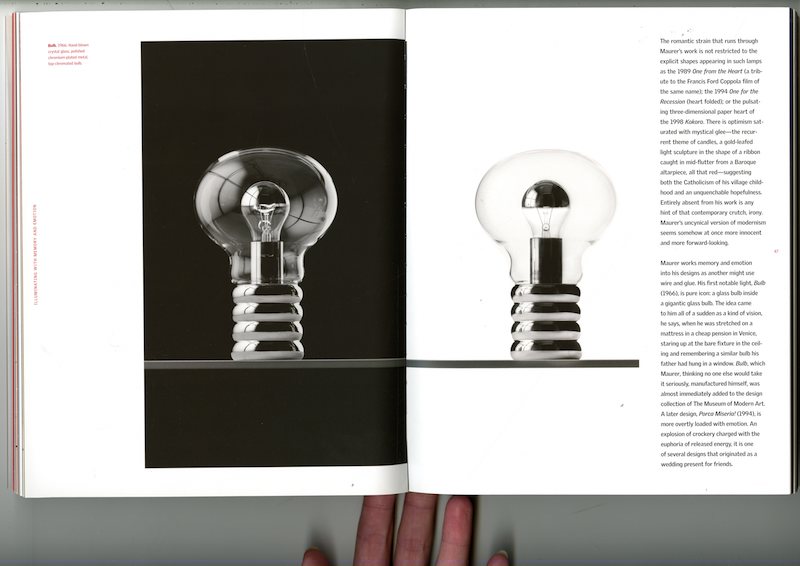 Bulb, 1966. Hand-blown
crystal glass, polished
chromium-plated metal,
top chromated bulb.
ILLUMINATING WITH MEMORY AND EMOTION
The romantic strain that runs through
Maurer's work is not restricted to the
explicit shapes appearing in such lamps
as the 1989 One from the Heart (a trib-
ute to the Francis Ford Coppola film of
the same name); the 1994 One for the
Recession (heart folded); or the pulsat-
ing three-dimensional paper heart of
the 1998 Kokoro. There is optimism sat-
urated with mystical glee—the recur-
rent theme of candles, a gold-leafed
light sculpture in the shape of a ribbon
caught in mid-flutter from a Baroque
altarpiece, all that red—suggesting
both the Catholicism of his village child-
hood and an unquenchable hopefulness.
Entirely absent from his work is any
hint of that contemporary crutch, irony.
Maurer's uncynical version of modernism
seems somehow at once more innocent
and more forward-looking.
Maurer works memory and emotion
into his designs as another might use
wire and glue. His first notable light, Bulb
(1966), is pure icon: a glass bulb inside
a gigantic glass bulb. The idea came
to him all of a sudden as a kind of vision,
he says, when he was stretched on a
mattress in a cheap pension in Venice,
staring up at the bare fixture in the ceil-
ing and remembering a similar bulb his
father had hung in a window. Bulb, which
Maurer, thinking no one else would take
it seriously, manufactured himself, was
almost immediately added to the design
collection of The Museum of Modern Art.
A later design, Porca Miseria! (1994), is
more overtly loaded with emotion. An
explosion of crockery charged with the
euphoria of released energy, it is one
of several designs that originated as a
wedding present for friends.